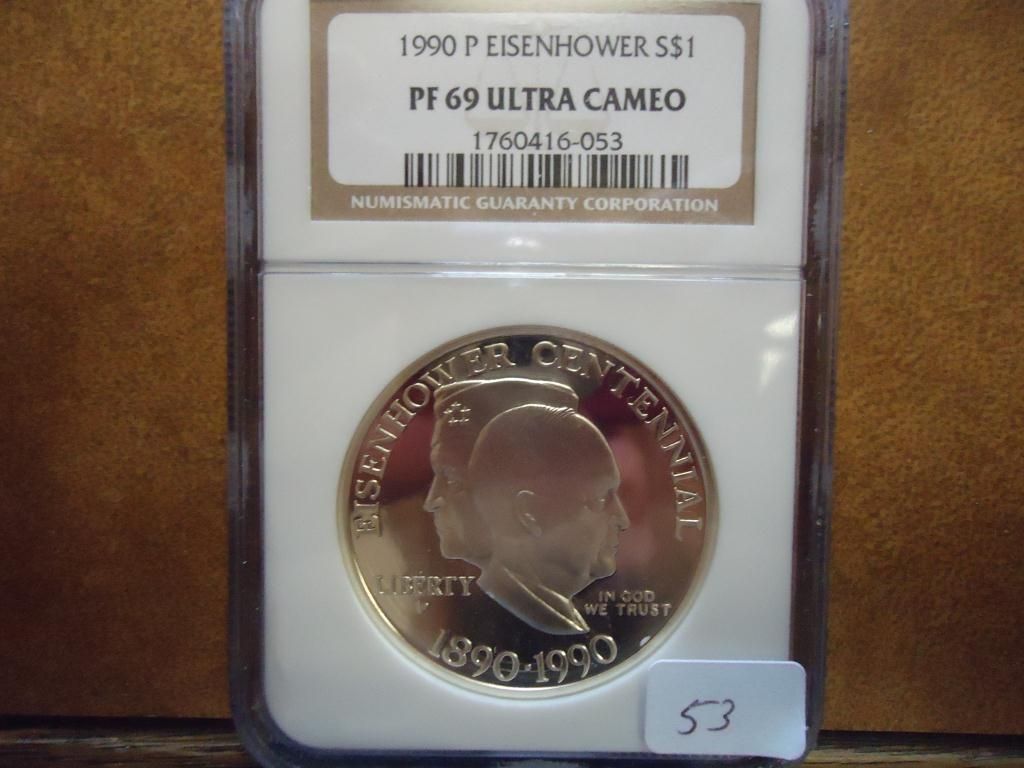 1990 P EISENHOWER S$1
PF 69 ULTRA CAMEO
1760416-053
NUMISMATIC GUARANTY CORPORATION
EISENHOWER CENTENNIAL
LIBERTY
P
IN GOD
WE TRUST
1890-1990
53